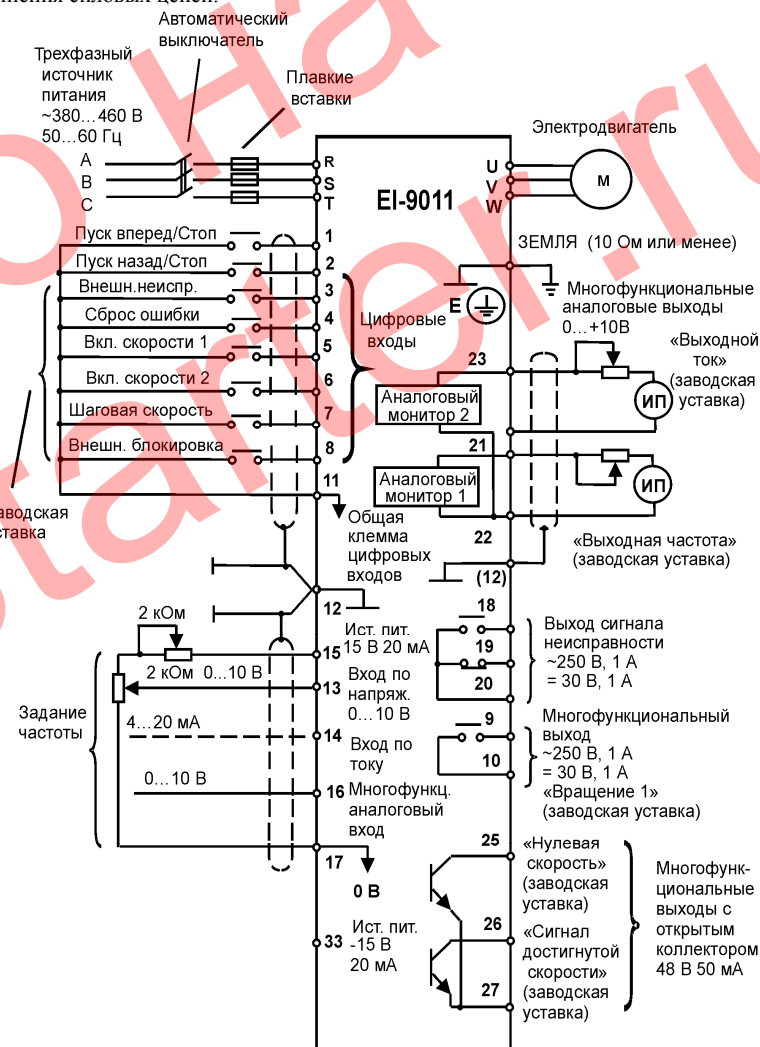 силовых цепей.
Автоматический
выключатель
Трехфазный
источник
питания
~380...460 В
50...60 Гц
Плавкие
вставки
Электродвигатель
A
B
C
R
S
T
EI-9011
U
V
W
М
Пуск вперед/Стоп
1
Пуск назад/Стоп
2
Внешн.неиспр.
3
Сброс ошибки
4
Вкл. скорости 1
5
Вкл. скорости 2
6
Шаговая скорость
7
Внешн. блокировка
8
11
Цифровые
входы
ЗЕМЛЯ (10 Ом или менее)
E
Многофункциональные
аналоговые выходы
0...+10В
«Выходной
ток»
(заводская
уставка)
23
Аналоговый
монитор 2
ИП
21
Аналоговый
монитор 1
ИП
22
(12)
«Выходная частота»
(заводская уставка)
Общая
клемма
цифровых
входов
12
2 кОм
15
Ист. пит.
15 В 20 мА
2 кОм 0...10 В
13
Вход по
напряж.
0...10 В
Задание
частоты
4...20 мА
14
Вход по
току
0...10 В
16
Многофункц.
аналоговый
вход
17
0 В
33
Ист. пит.
-15 В
20 мА
18
19
20
Выход сигнала
неисправности
~250 В, 1 А
= 30 В, 1 А
9
10
Многофункциональный
выход
~250 В, 1 А
= 30 В, 1 А
«Вращение 1»
(заводская уставка)
25
«Нулевая
скорость»
(заводская
уставка)
26
«Сигнал
достигнутой
скорости»
(заводская
уставка)
27
Многофунк-
циональные
выходы с
открытым
коллектором
48 В 50 мА
starter.ru